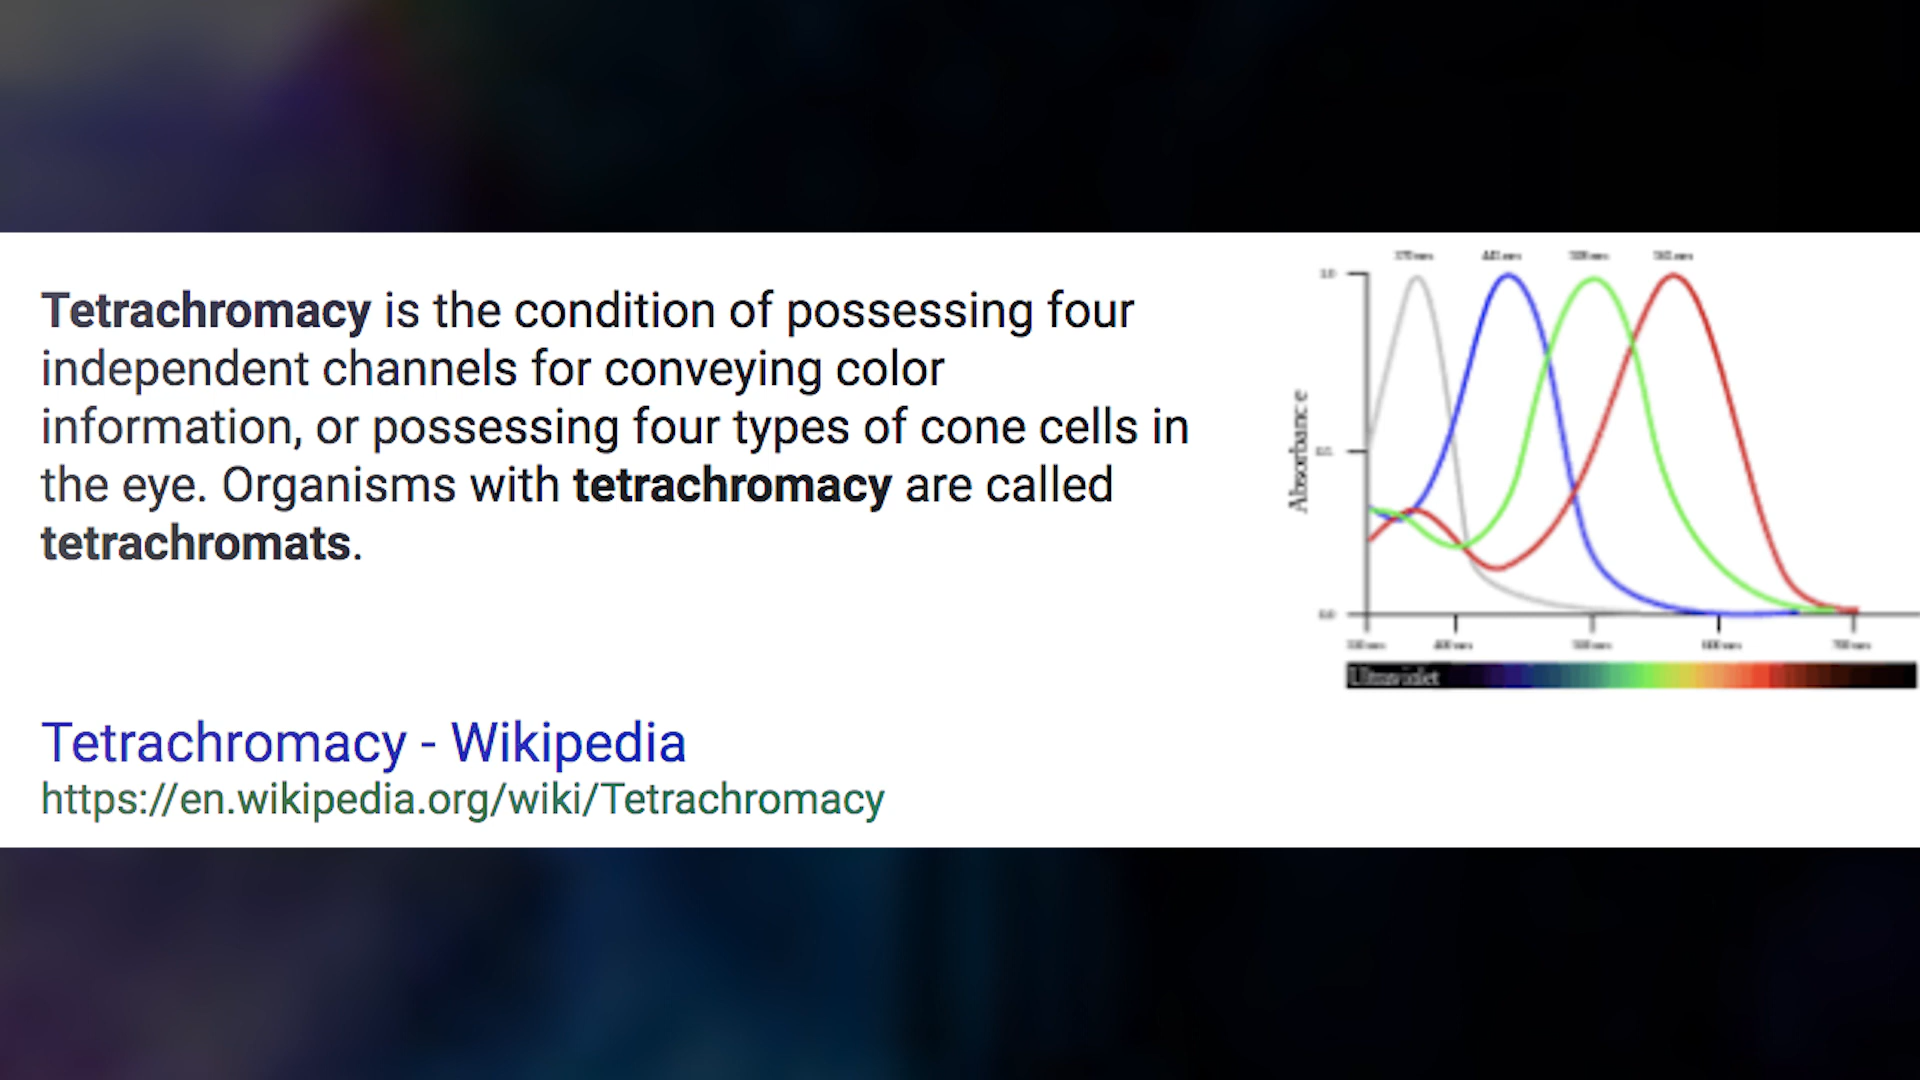 Tetrachromacy is the condition of possessing four
independent channels for conveying color
information, or possessing four types of cone cells in
the eye. Organisms with tetrachromacy are called
tetrachromats.
Absorbance
Ultraviolet
Tetrachromacy - Wikipedia
https://en.wikipedia.org/wiki/Tetrachromacy